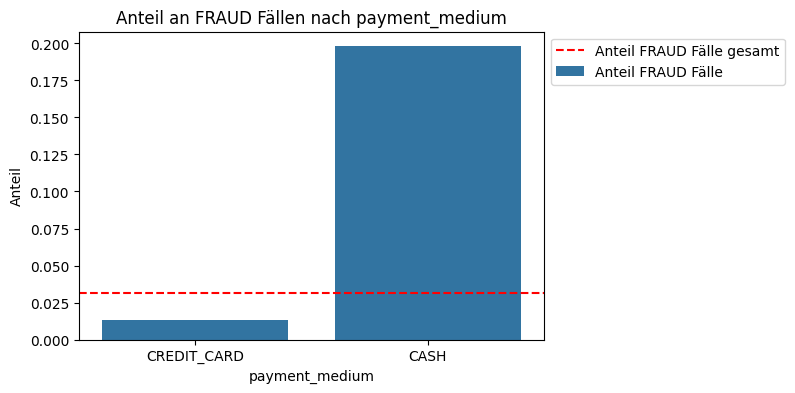 Anteil an FRAUD Fällen nach payment_medium
Anteil FRAUD Fälle gesamt
Anteil FRAUD Fälle
Anteil
0.200
0.175
0.150
0.125
0.100
0.075
0.050
0.025
0.000
CREDIT_CARD CASH
payment_medium